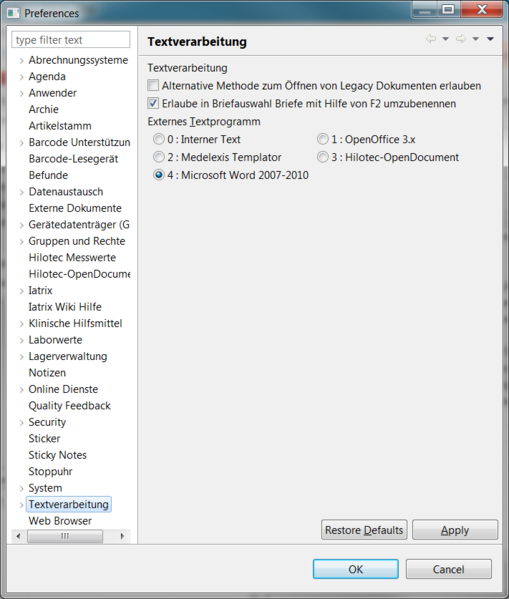 Preferences
type filter text
Abrechnungssysteme
Agenda
Anwender
Archie
Artikelstamm
Barcode Unterstützun
Barcode-Lesegerät
Befunde
Datenaustausch
Externe Dokumente
Gerätedatenträger (G
Gruppen und Rechte
Hilotec Messwerte
Hilotec-OpenDocume
Iatrix
Iatrix Wiki Hilfe
Klinische Hilfsmittel
Laborwerte
Lagerverwaltung
Notizen
Online Dienste
Quality Feedback
Security
Sticker
Sticky Notes
Stoppuhr
System
Textverarbeitung
Web Browser
Textverarbeitung
Textverarbeitung
Alternative Methode zum Öffnen von Legacy Dokumenten erlauben
Erlaube in Briefauswahl Briefe mit Hilfe von F2 umzubenennen
Externes Textprogramm
0 : Interner Text
1 : OpenOffice 3.x
2 : Medelexis Templator
3 : Hilotec-OpenDocument
4 : Microsoft Word 2007-2010
Restore Defaults
Apply
OK
Cancel